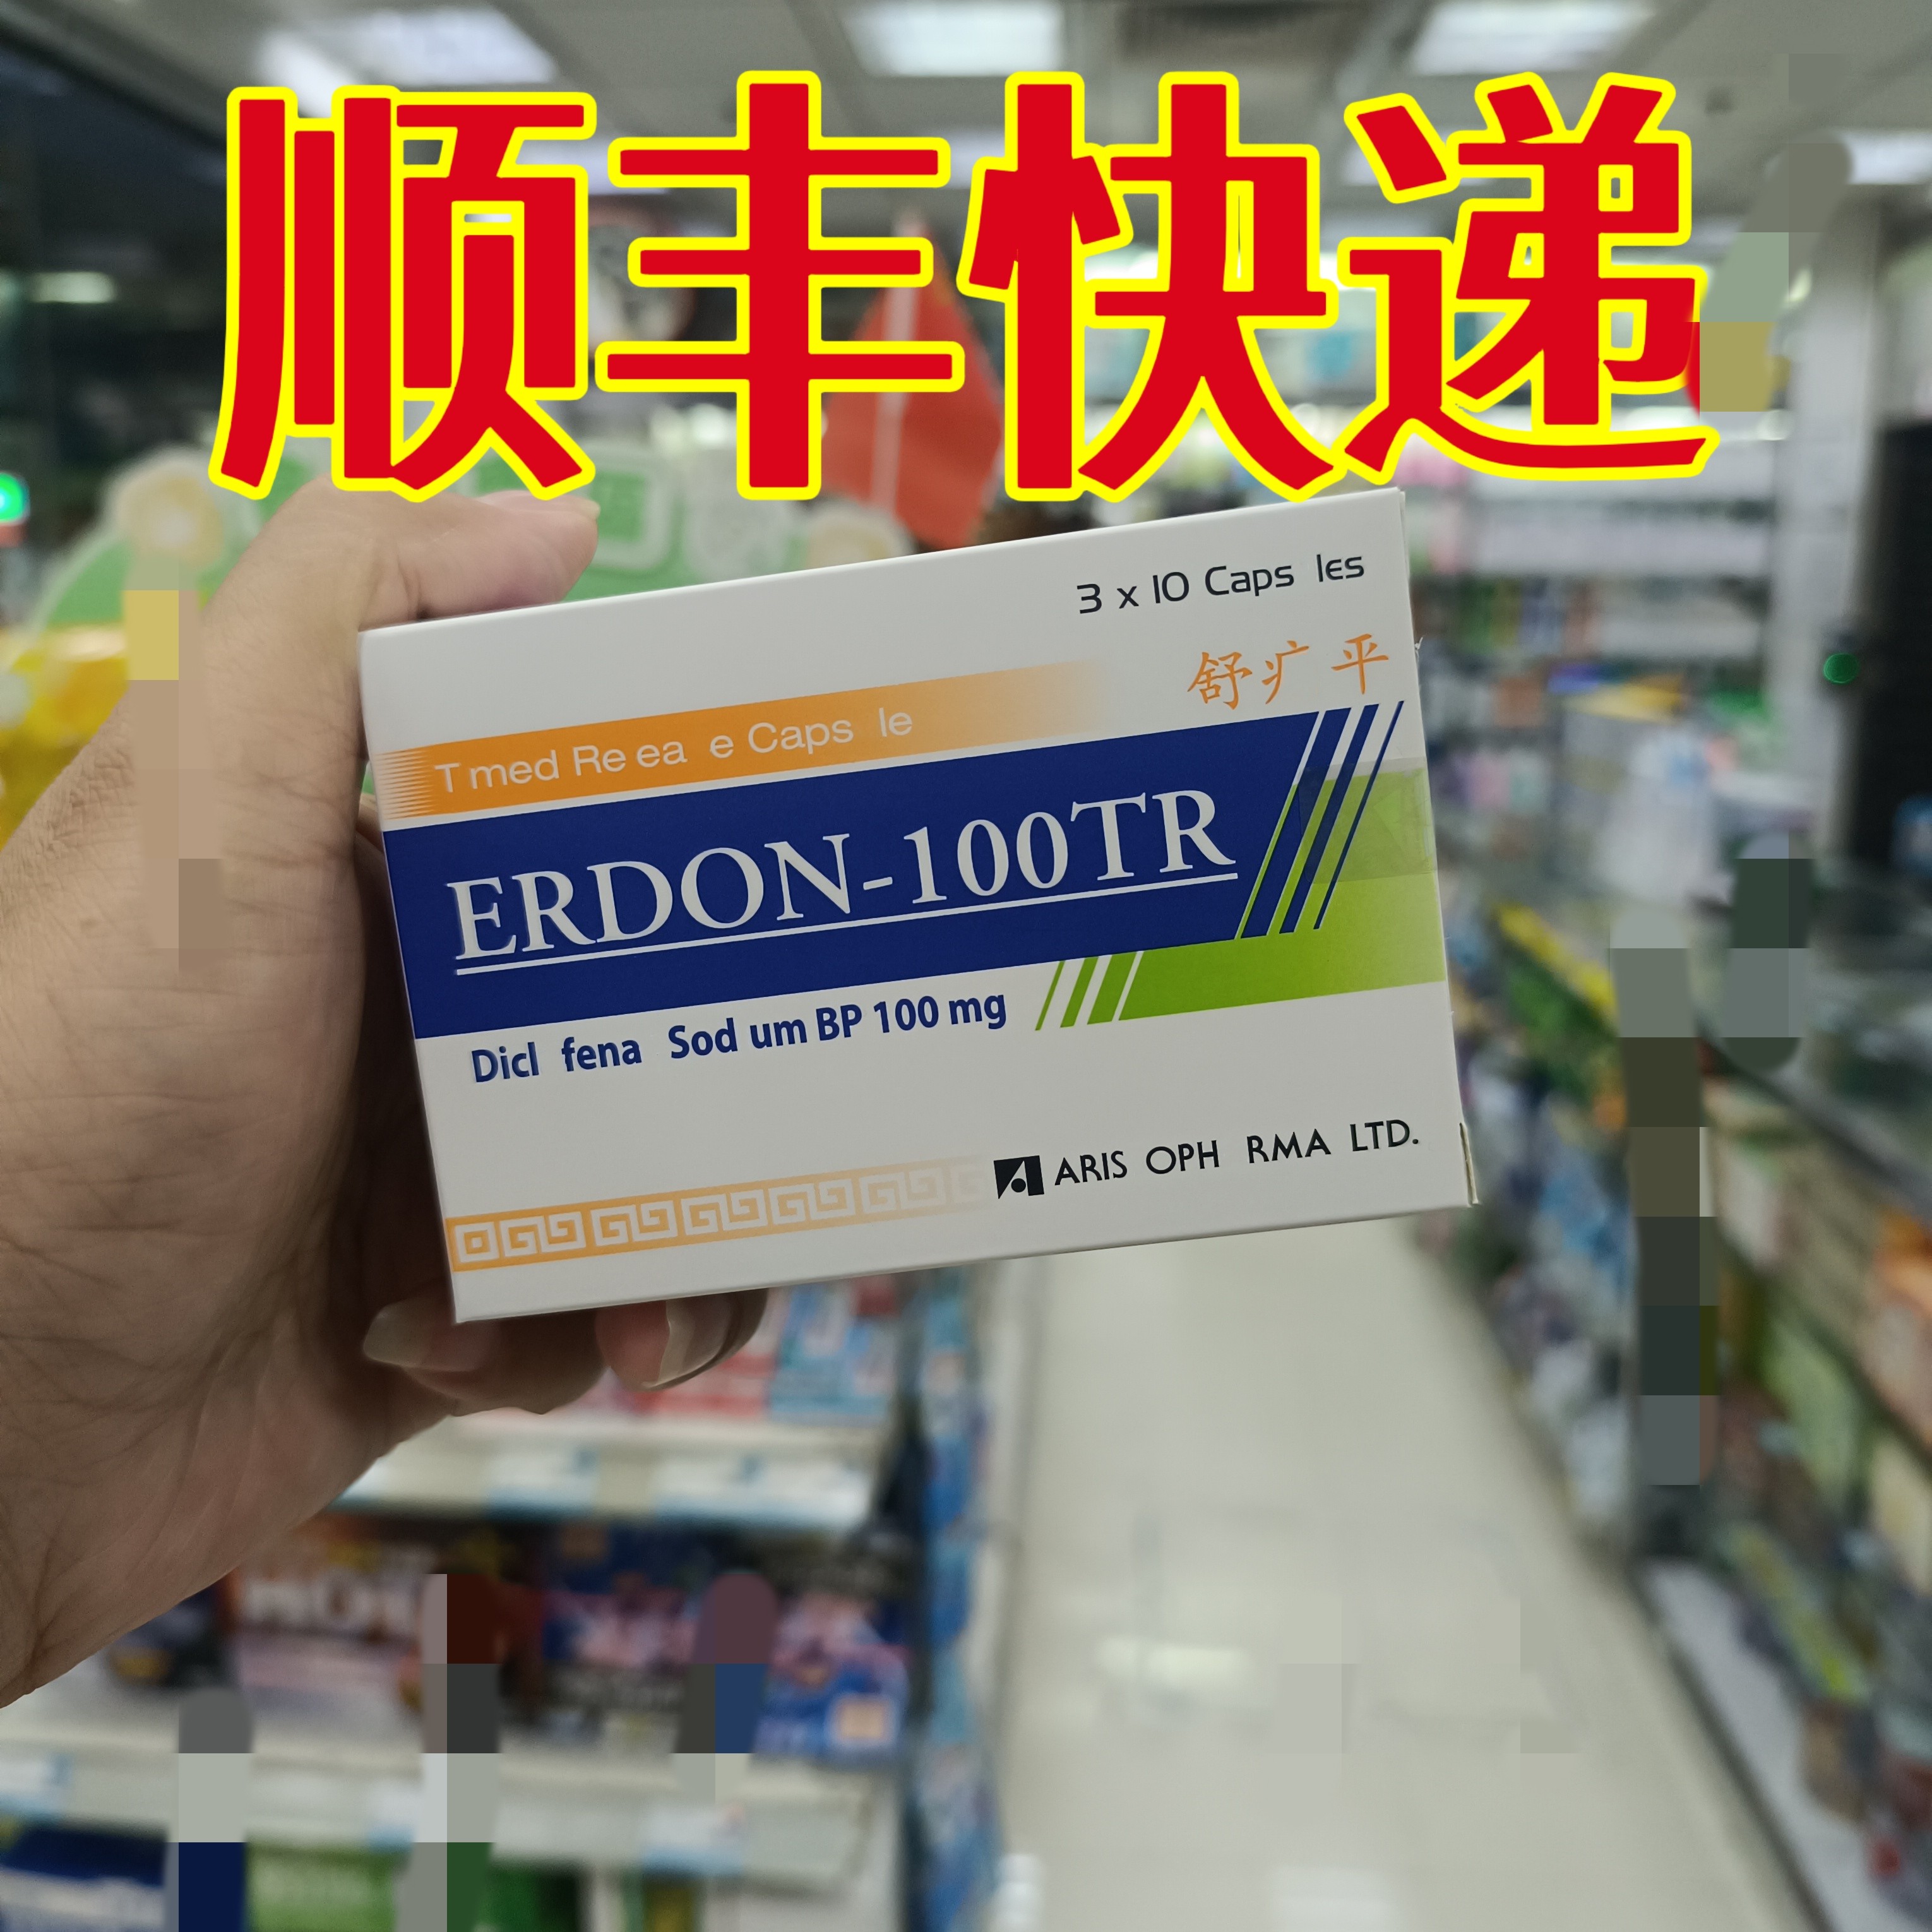 顺丰快递
3 x 10 Caps les
舒疒 平
T med Re ea e Caps le
ERDON-100TR
Dicl fena Sod um BP 100 mg
ARIS OPH RMA LTD.